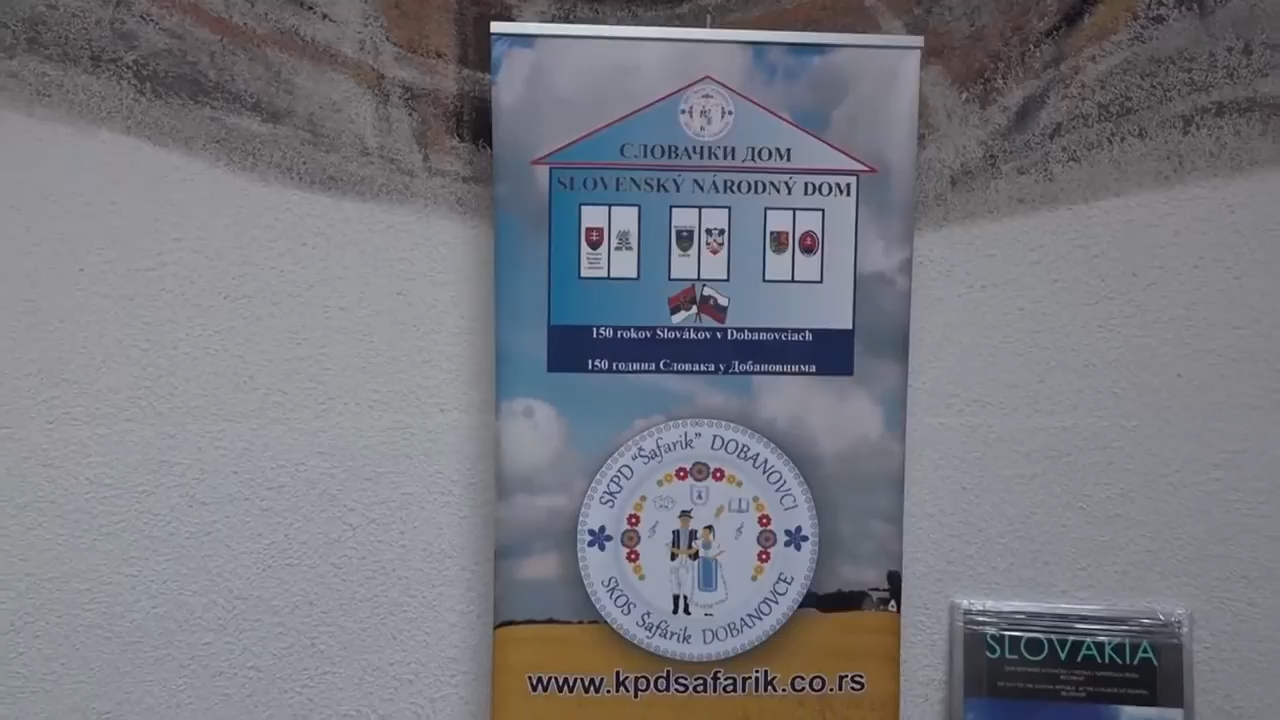 СЛОВАЧКИ ДОМ
SLOVENSKÝ NÁRODNÝ DOM
150 rokov Slovákov v Dobanovciach
150 година Словака у Добановцима
SKPD "Šafarik" DOBANOVCI
SKOS Šafárik DOBANOVCE
www.kpdsafarik.co.rs
SLOVAKIA